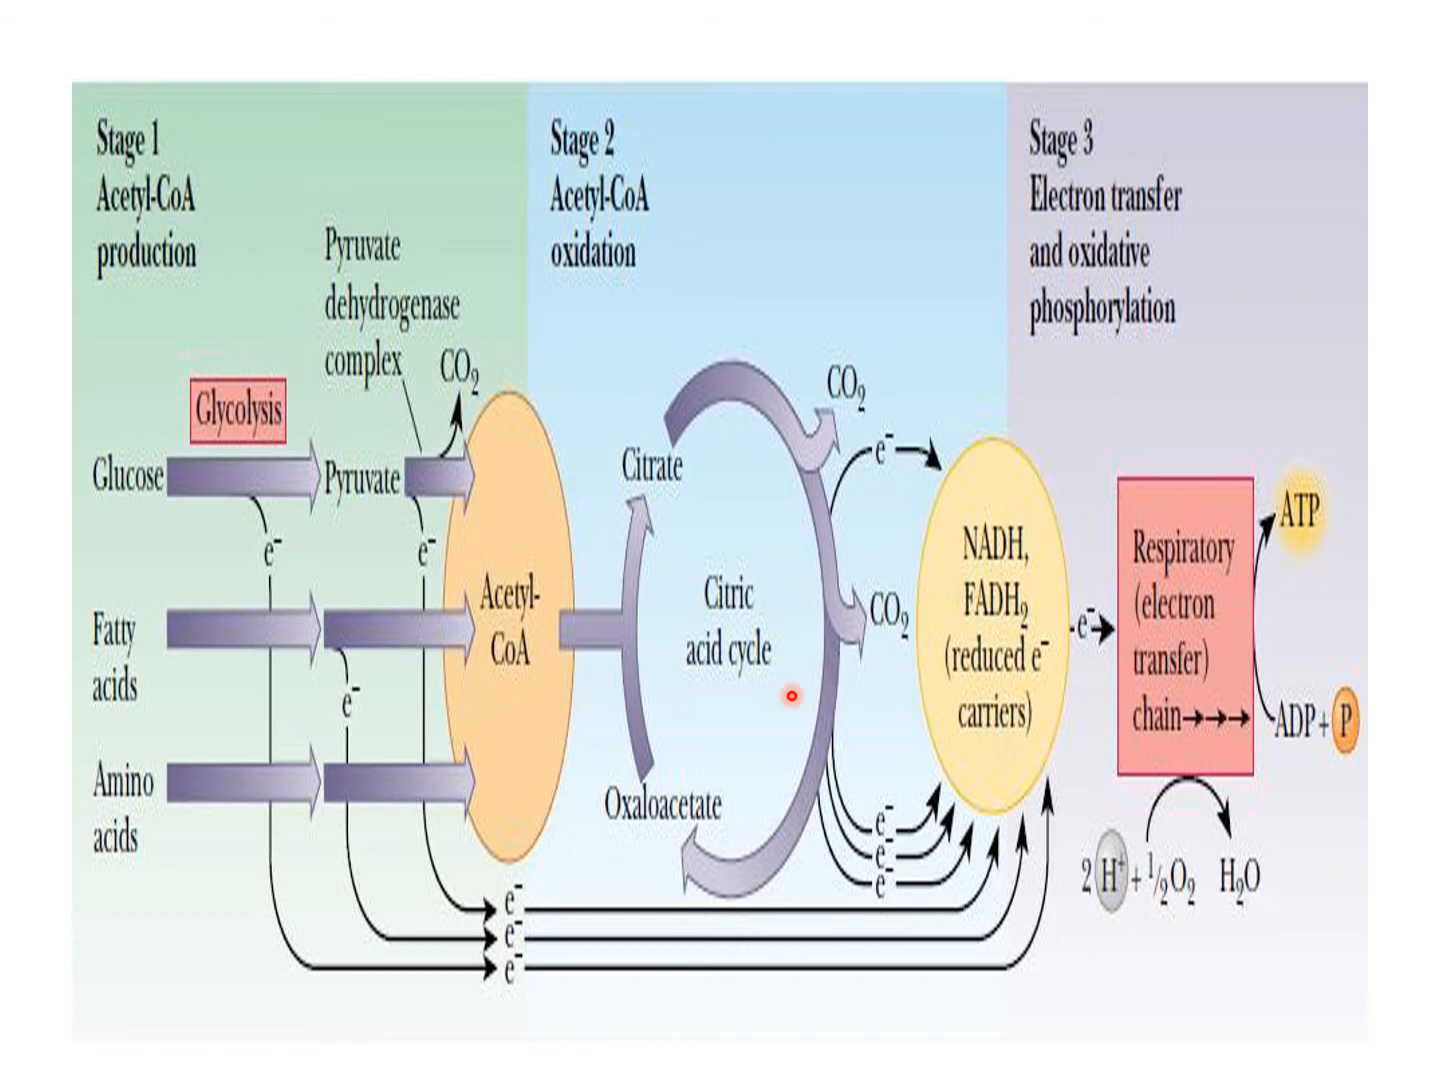 Stage 1
Acetyl-CoA
production
Stage 2
Acetyl-CoA
oxidation
Stage 3
Electron transfer
and oxidative
phosphorylation
Pyruvate
dehydrogenase
complex
CO₂
Glycolysis
Glucose
Pyruvate
e⁻
e⁻
Fatty
acids
e⁻
Amino
acids
Acetyl-
CoA
Citrate
Citric
acid cycle
Oxaloacetate
CO₂
e⁻
CO₂
e⁻
e⁻
e⁻
e⁻
e⁻
e⁻
NADH,
FADH₂
(reduced e⁻
carriers)
e⁻
Respiratory
(electron
transfer)
chain→→→
ATP
ADP + P
2 H⁺ + ½O₂
H₂O